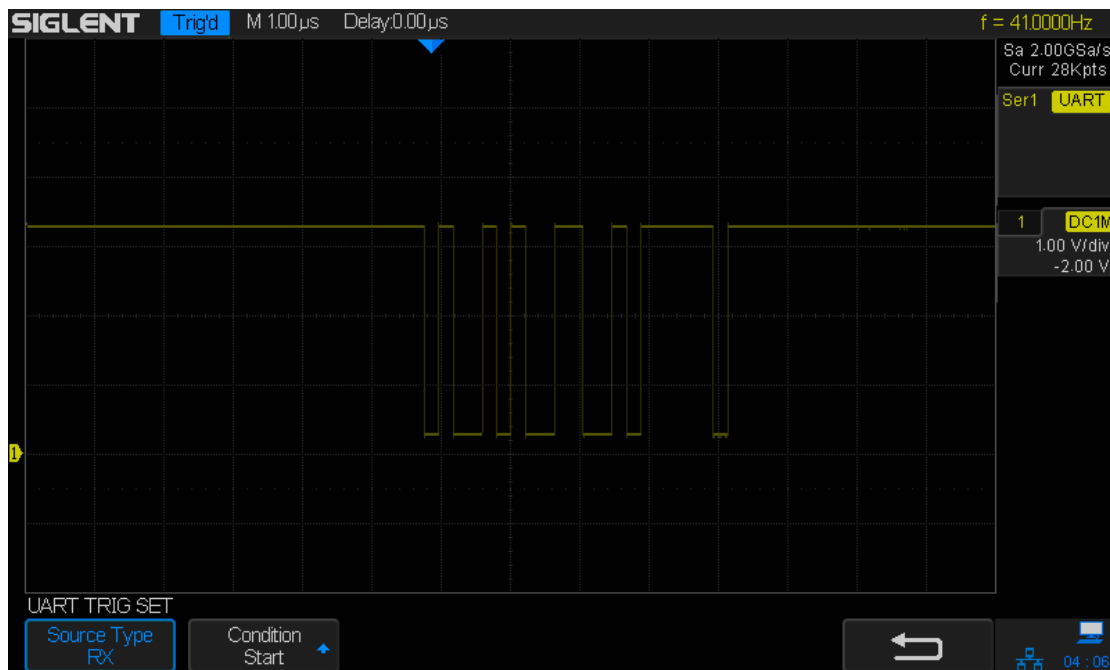 SIGLENT Trig'd M 1.00µs Delay:0.00µs f = 41.0000Hz
Sa 2.00GSa/s
Curr 28Kpts
Ser1 UART
1 DC1M
1.00 V/div
-2.00 V
1
UART TRIG SET
Source Type
RX
Condition
Start
04 : 06